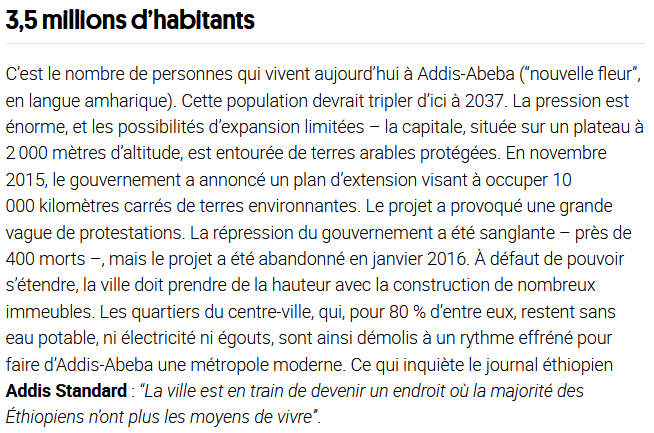 3,5 millions d’habitants
C’est le nombre de personnes qui vivent aujourd’hui à Addis-Abeba (“nouvelle fleur”,
en langue amharique). Cette population devrait tripler d’ici à 2037. La pression est
énorme, et les possibilités d’expansion limitées – la capitale, située sur un plateau à
2 000 mètres d’altitude, est entourée de terres arables protégées. En novembre
2015, le gouvernement a annoncé un plan d’extension visant à occuper 10
000 kilomètres carrés de terres environnantes. Le projet a provoqué une grande
vague de protestations. La répression du gouvernement a été sanglante – près de
400 morts –, mais le projet a été abandonné en janvier 2016. À défaut de pouvoir
s’étendre, la ville doit prendre de la hauteur avec la construction de nombreux
immeubles. Les quartiers du centre-ville, qui, pour 80 % d’entre eux, restent sans
eau potable, ni électricité ni égouts, sont ainsi démolis à un rythme effréné pour
faire d’Addis-Abeba une métropole moderne. Ce qui inquiète le journal éthiopien
Addis Standard : “La ville est en train de devenir un endroit où la majorité des
Éthiopiens n’ont plus les moyens de vivre”.